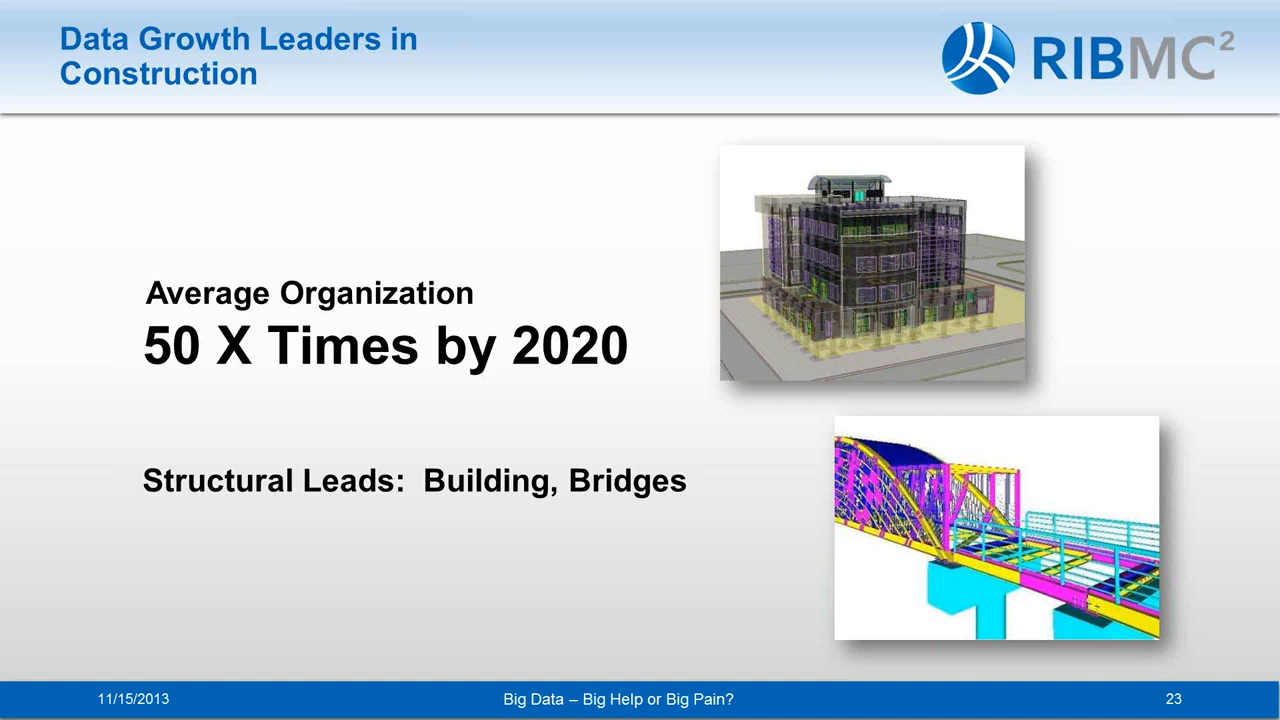 Data Growth Leaders in
Construction
RIBMC²
Average Organization
50 X Times by 2020
Structural Leads:  Building, Bridges
11/15/2013
Big Data – Big Help or Big Pain?
23